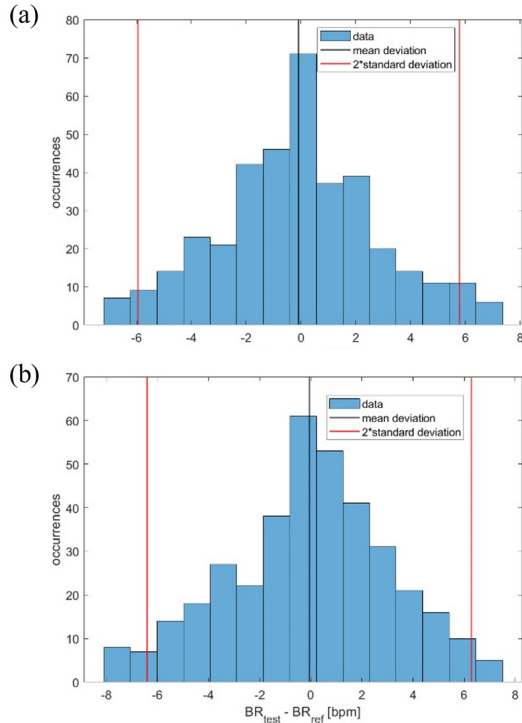 (a)
80
70
60
50
40
30
20
10
0
occurrences
data
mean deviation
2*standard deviation
-6 -4 -2 0 2 4 6 8
(b)
70
60
50
40
30
20
10
0
occurrences
data
mean deviation
2*standard deviation
-8 -6 -4 -2 0 2 4 6 8
BRtest - BRref [bpm]